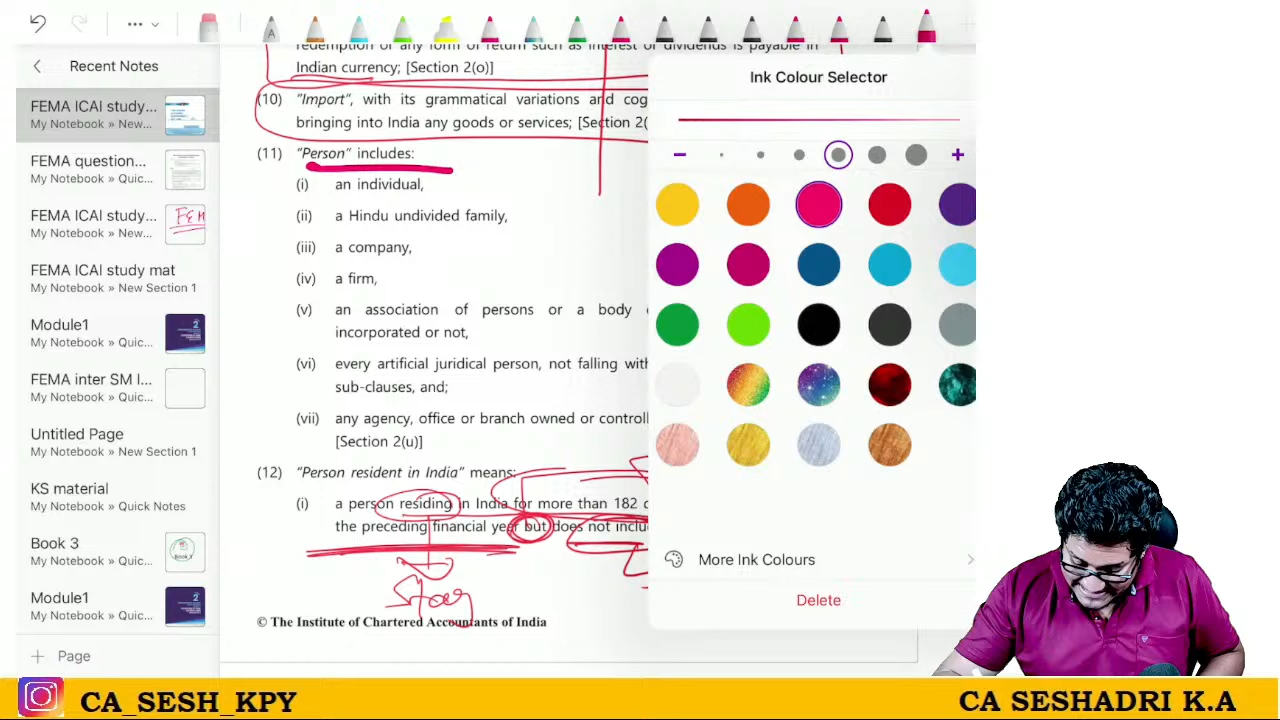 A
Recent Notes
FEMA ICAI study...
My Notebook » New...
FEMA question...
My Notebook » Quic...
FEMA ICAI study...
My Notebook » New...
FEM
FEMA ICAI study mat
My Notebook » New Section 1
Module1
My Notebook » Quic...
2
FEMA inter SM I...
My Notebook » Quic...
Untitled Page
My Notebook » New Section 1
KS material
My Notebook » Quick Notes
Book 3
My Notebook » Quic...
Book 3
Module1
My Notebook » Quic...
2
+ Page
redemption or any form of return such as interest or dividends is payable in
Indian currency; [Section 2(o)]
(10) "Import", with its grammatical variations and cog
bringing into India any goods or services; [Section 2(
(11) "Person" includes:
(i) an individual,
(ii) a Hindu undivided family,
(iii) a company,
(iv) a firm,
(v) an association of persons or a body
incorporated or not,
(vi) every artificial juridical person, not falling with
sub-clauses, and;
(vii) any agency, office or branch owned or controll
[Section 2(u)]
(12) "Person resident in India" means:
(i) a person residing in India for more than 182
the preceding financial year but does not inclu
Stay
© The Institute of Chartered Accountants of India
Ink Colour Selector
More Ink Colours
Delete
CA_SESH_KPY
CA SESHADRI K.A